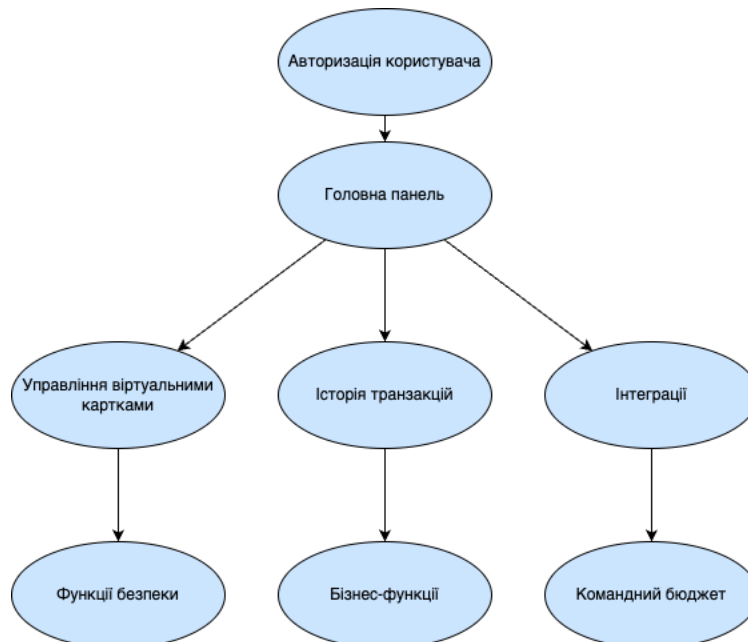 Авторизація користувача
Головна панель
Управління віртуальними
картками
Історія транзакцій
Інтеграції
Функції безпеки
Бізнес-функції
Командний бюджет